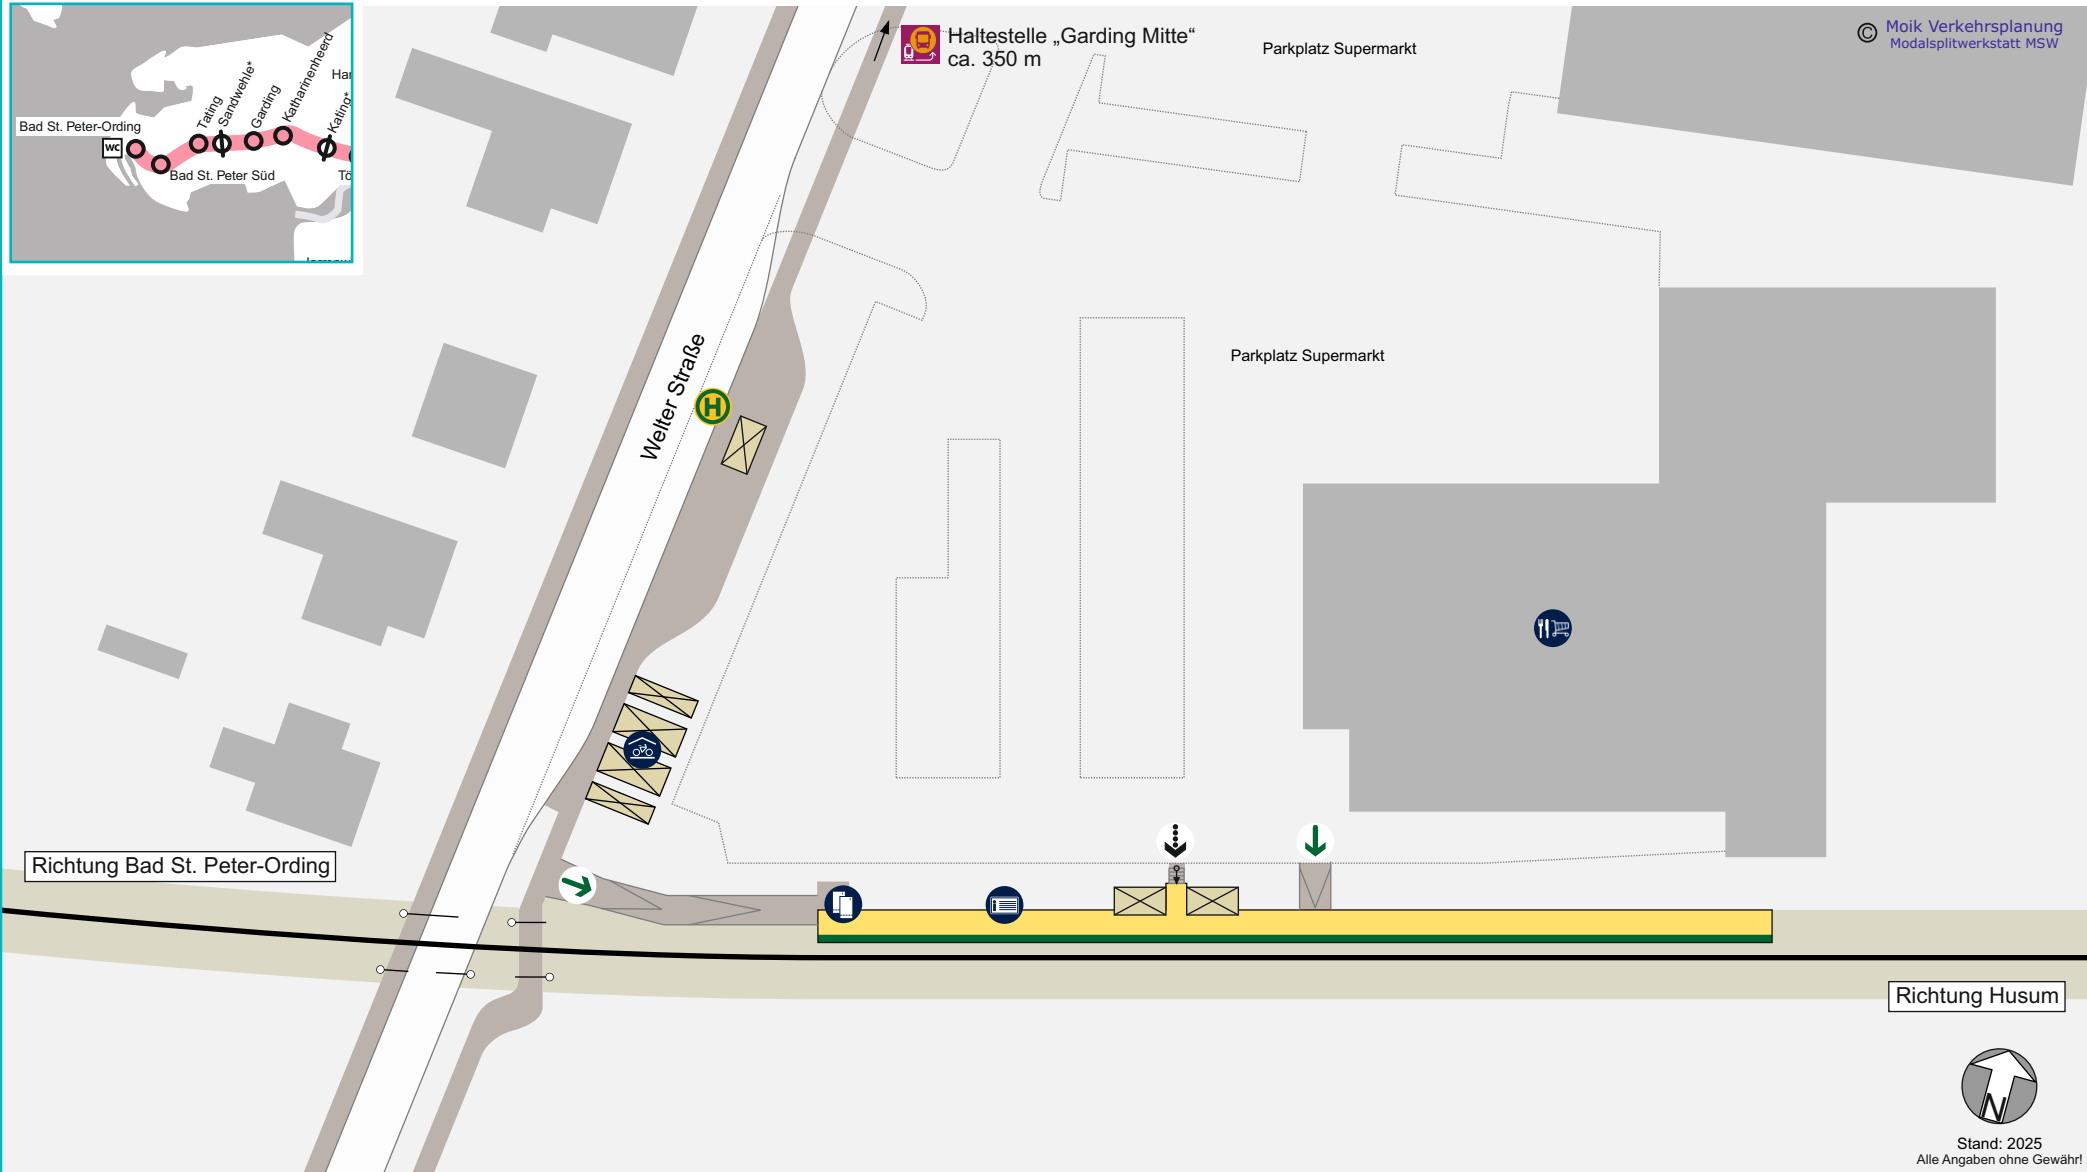 Haltestelle „Garding Mitte“
ca. 350 m
Parkplatz Supermarkt
© Moik Verkehrsplanung
Modalsplitwerkstatt MSW
Bad St. Peter-Ording
WC
Tating
Sandwehle*
Garding
Katharinenheerd
Kating*
Bad St. Peter Süd
Welter Straße
H
Parkplatz Supermarkt
Richtung Bad St. Peter-Ording
Richtung Husum
N
Stand: 2025
Alle Angaben ohne Gewähr!